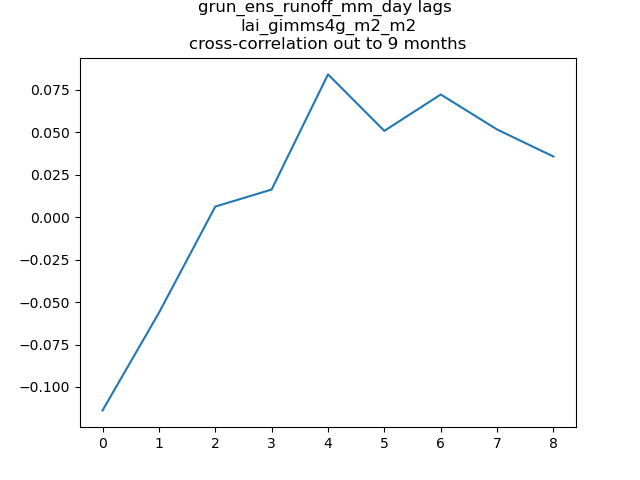 grun_ens_runoff_mm_day lags
lai_gimms4g_m2_m2
cross-correlation out to 9 months
0.075
0.050
0.025
0.000
−0.025
−0.050
−0.075
−0.100
0 1 2 3 4 5 6 7 8